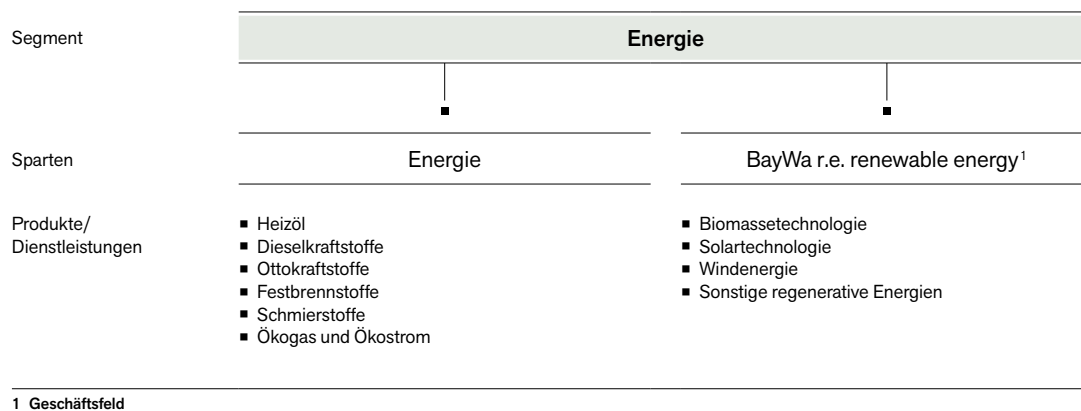 Segment
Energie
Sparten
Energie
BayWa r.e. renewable energy¹
Produkte/
Dienstleistungen
■ Heizöl
■ Dieselkraftstoffe
■ Ottokraftstoffe
■ Festbrennstoffe
■ Schmierstoffe
■ Ökogas und Ökostrom
■ Biomassetechnologie
■ Solartechnologie
■ Windenergie
■ Sonstige regenerative Energien
1 Geschäftsfeld